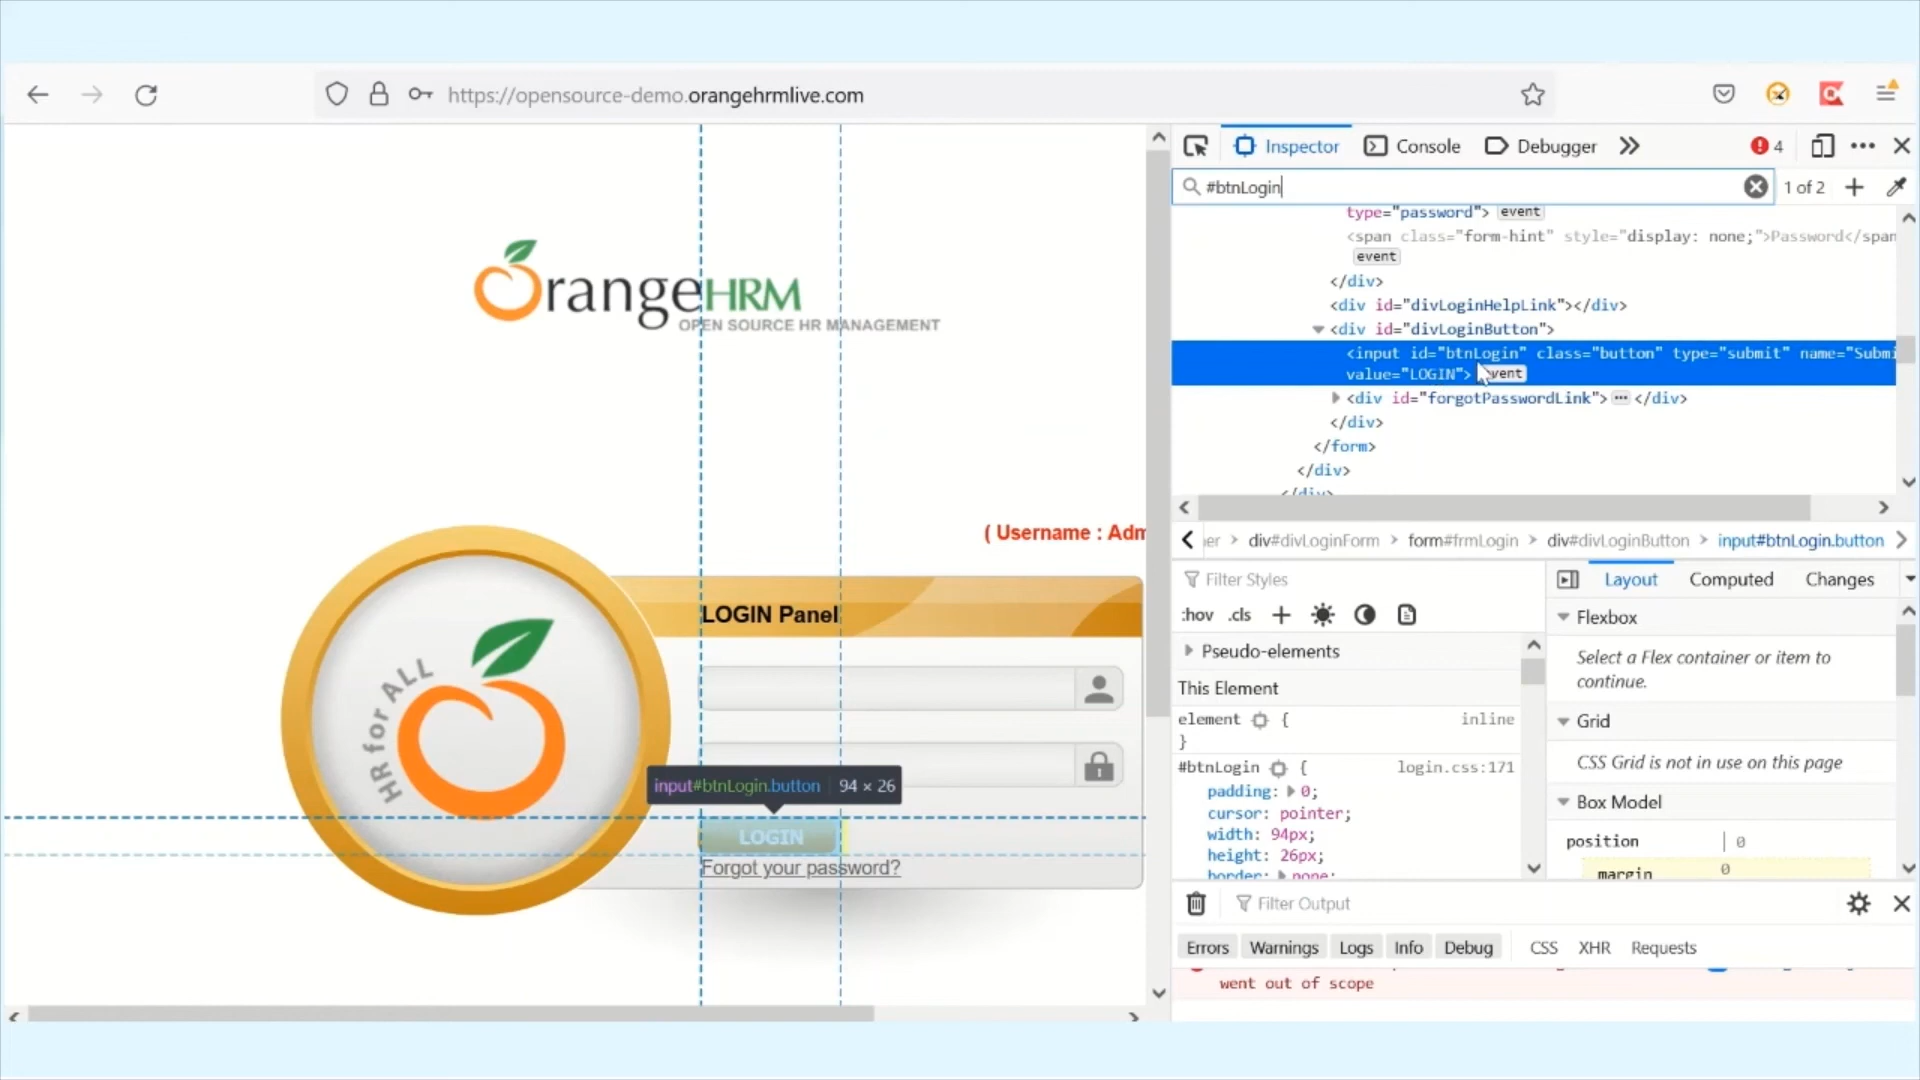 https://opensource-demo.orangehrmlive.com
OrangeHRM
OPEN SOURCE HR MANAGEMENT
( Username : Adm
HR for ALL
LOGIN Panel
input#btnLogin.button 94 × 26
LOGIN
Forgot your password?
Inspector Console Debugger 4
#btnLogin 1 of 2
type="password"> event
<span class="form-hint" style="display: none;">Password</span
event
</div>
<div id="divLoginHelpLink"></div>
<div id="divLoginButton">
<input id="btnLogin" class="button" type="submit" name="Submi
value="LOGIN"> vent
<div id="forgotPasswordLink"> </div>
</div>
</form>
</div>
</div>
er div#divLoginForm form#frmLogin div#divLoginButton input#btnLogin.button
Filter Styles
:hov .cls
Pseudo-elements
This Element
element { inline
}
#btnLogin { login.css:171
padding: 0;
cursor: pointer;
width: 94px;
height: 26px;
border: none;
Layout Computed Changes
Flexbox
Select a Flex container or item to
continue.
Grid
CSS Grid is not in use on this page
Box Model
position 0
margin 0
Filter Output
Errors Warnings Logs Info Debug CSS XHR Requests
went out of scope